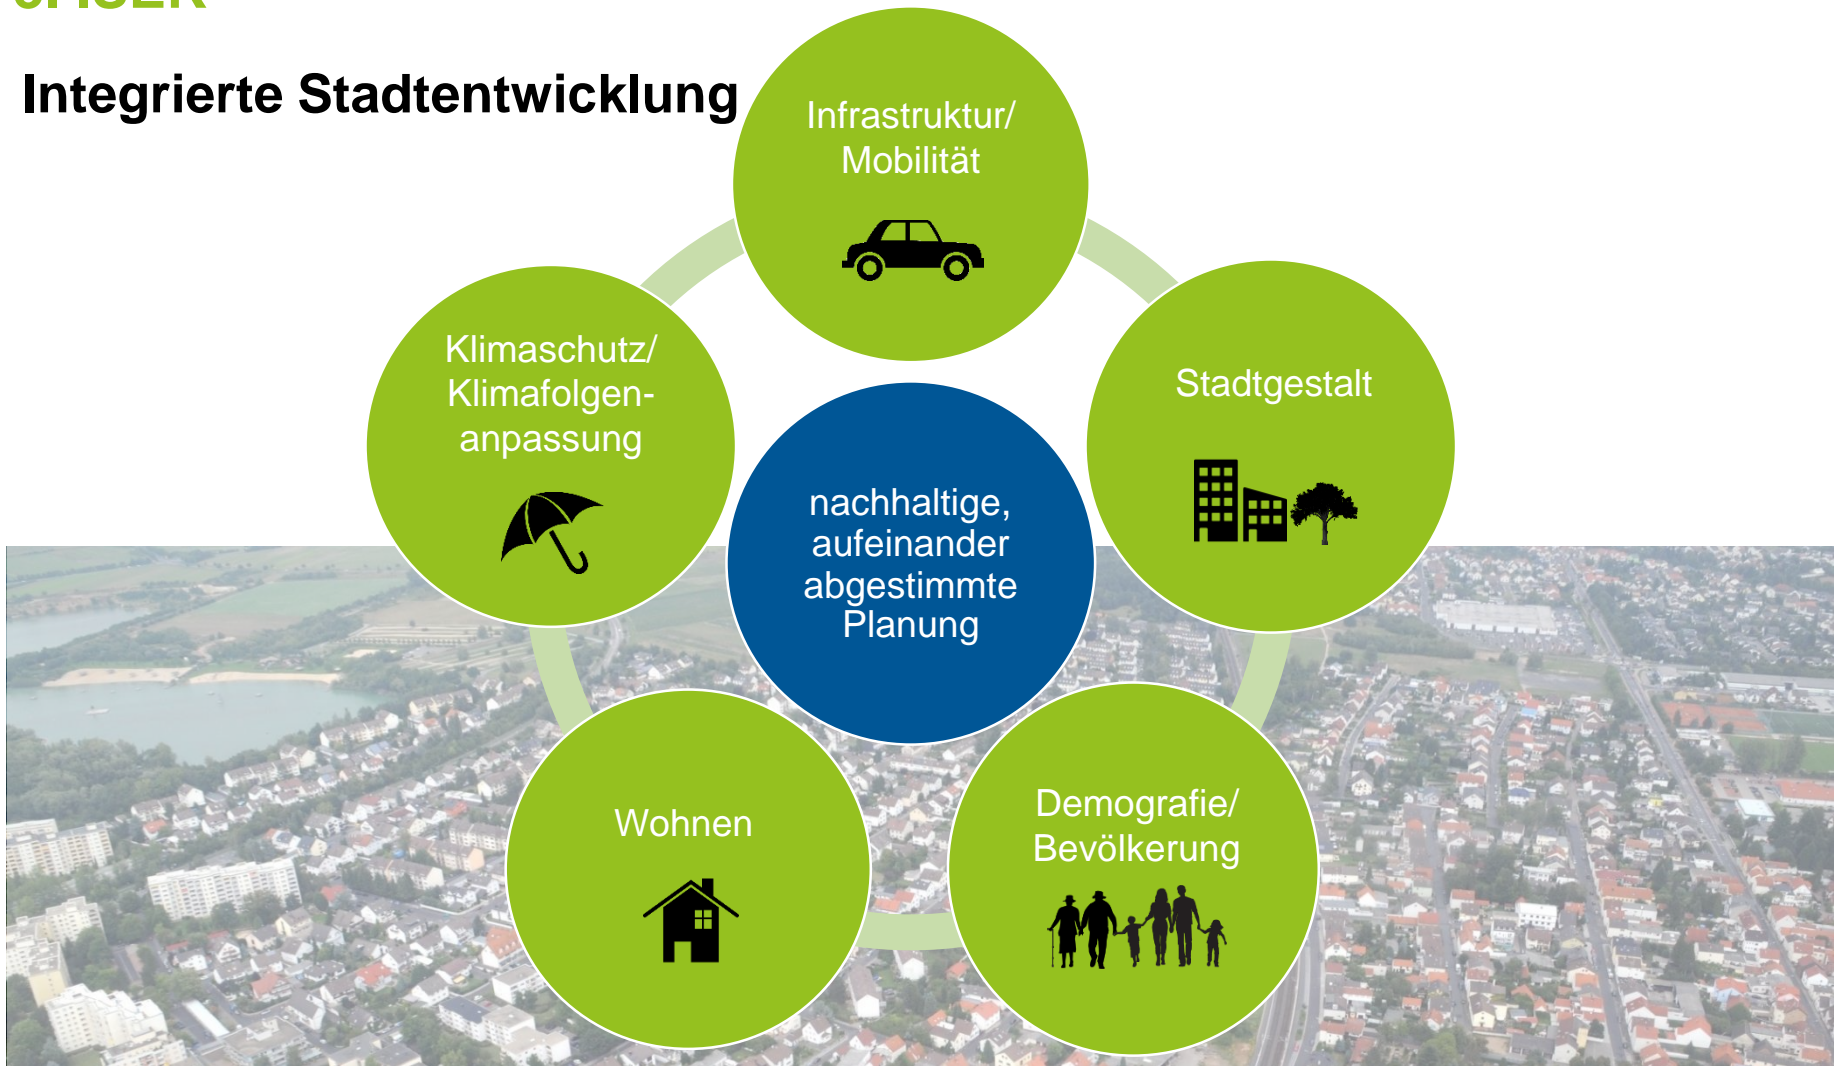 Integrierte Stadtentwicklung
Infrastruktur/
Mobilität
Klimaschutz/
Klimafolgen-
anpassung
Stadtgestalt
nachhaltige,
aufeinander
abgestimmte
Planung
Wohnen
Demografie/
Bevölkerung